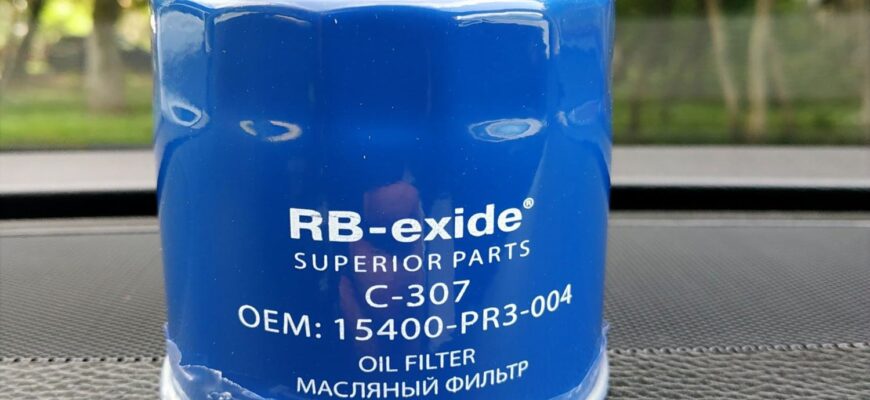 RB-exide®
SUPERIOR PARTS
C-307
OEM: 15400-PR3-004
OIL FILTER
МАСЛЯНЫЙ ФИЛЬТР